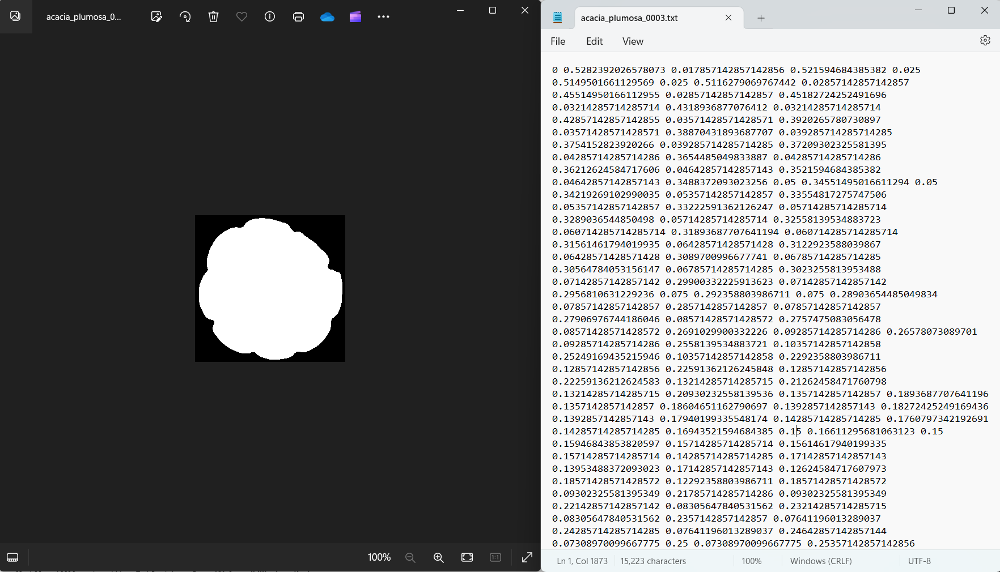 acacia_plumosa_0...
100%
acacia_plumosa_0003.txt
File Edit View
0 0.5282392026578073 0.017857142857142856 0.521594684385382 0.025
0.5149501661129569 0.025 0.5116279069767442 0.02857142857142857
0.45514950166112955 0.02857142857142857 0.45182724252491696
0.03214285714285714 0.4318936877076412 0.03214285714285714
0.42857142857142855 0.03571428571428571 0.3920265780730897
0.03571428571428571 0.38870431893687707 0.039285714285714285
0.3754152823920266 0.039285714285714285 0.37209302325581395
0.04285714285714286 0.3654485049833887 0.04285714285714286
0.36212624584717606 0.04642857142857143 0.3521594684385382
0.04642857142857143 0.3488372093023256 0.05 0.34551495016611294 0.05
0.34219269102990035 0.05357142857142857 0.33554817275747506
0.05357142857142857 0.33222591362126247 0.05714285714285714
0.3289036544850498 0.05714285714285714 0.32558139534883723
0.060714285714285714 0.31893687707641194 0.060714285714285714
0.31561461794019935 0.06428571428571428 0.3122923588039867
0.06428571428571428 0.3089700996677741 0.06785714285714285
0.30564784053156147 0.06785714285714285 0.3023255813953488
0.07142857142857142 0.29900332225913623 0.07142857142857142
0.2956810631229236 0.075 0.292358803986711 0.075 0.28903654485049834
0.07857142857142857 0.2857142857142857 0.07857142857142857
0.27906976744186046 0.08571428571428572 0.2757475083056478
0.08571428571428572 0.2691029900332226 0.09285714285714286 0.26578073089701
0.09285714285714286 0.2558139534883721 0.10357142857142858
0.25249169435215946 0.10357142857142858 0.2292358803986711
0.12857142857142856 0.22591362126245848 0.12857142857142856
0.22259136212624583 0.13214285714285715 0.21262458471760798
0.13214285714285715 0.20930232558139536 0.1357142857142857 0.1893687707641196
0.1357142857142857 0.18604651162790697 0.1392857142857143 0.18272425249169436
0.1392857142857143 0.17940199335548174 0.14285714285714285 0.1760797342192691
0.14285714285714285 0.16943521594684385 0.15 0.16611295681063123 0.15
0.15946843853820597 0.15714285714285714 0.15614617940199335
0.15714285714285714 0.14285714285714285 0.17142857142857143
0.13953488372093023 0.17142857142857143 0.12624584717607973
0.18571428571428572 0.12292358803986711 0.18571428571428572
0.09302325581395349 0.21785714285714286 0.09302325581395349
0.22142857142857142 0.08305647840531562 0.23214285714285715
0.08305647840531562 0.2357142857142857 0.07641196013289037
0.24285714285714285 0.07641196013289037 0.24642857142857144
0.07308970099667775 0.25 0.07308970099667775 0.25357142857142856
Ln 1, Col 1873 15,223 characters 100% Windows (CRLF) UTF-8